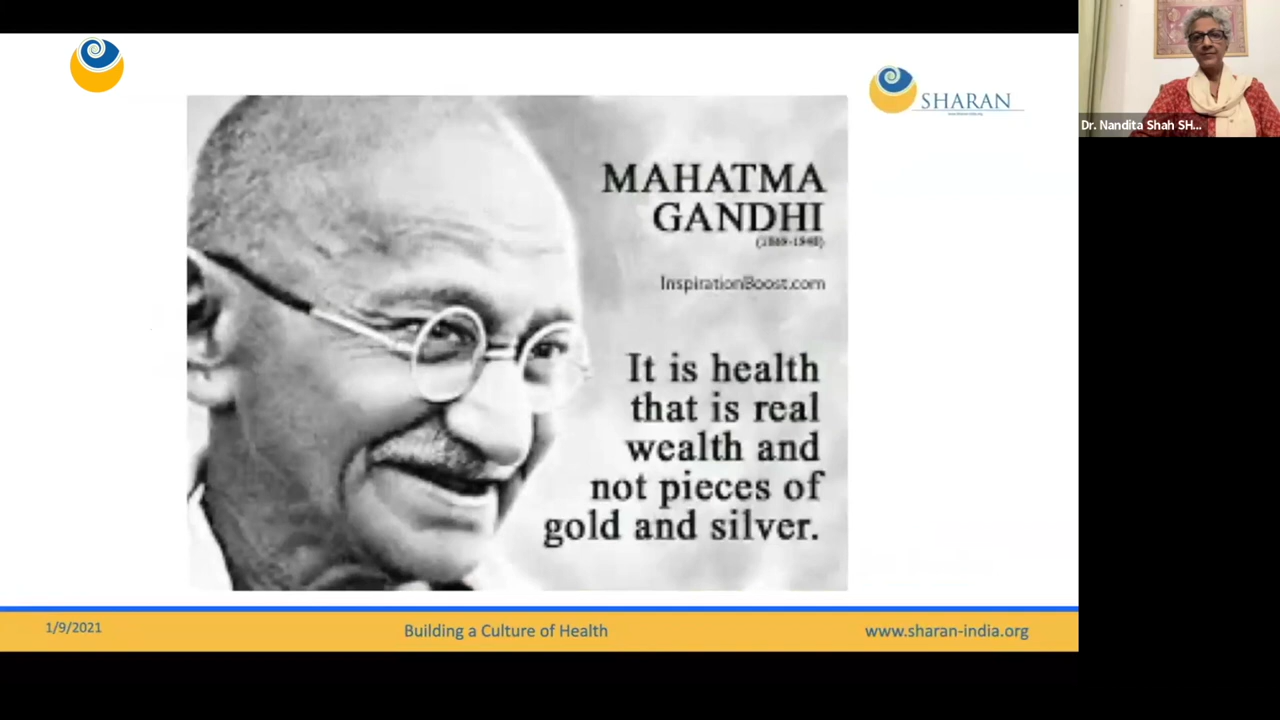 SHARAN
Dr. Nandita Shah SH...
MAHATMA
GANDHI
InspirationBoost.com
It is health
that is real
wealth and
not pieces of
gold and silver.
1/9/2021
Building a Culture of Health
www.sharan-india.org